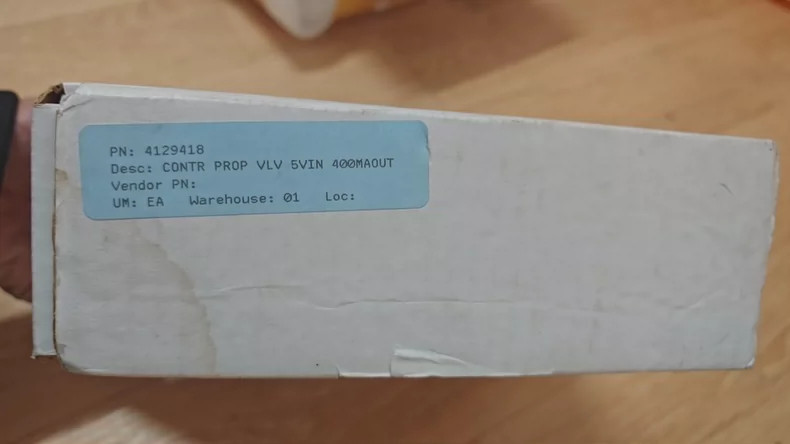 PN: 4129418
Desc: CONTR PROP VLV 5VIN 400MAOUT
Vendor PN:
UM: EA Warehouse: 01 Loc: